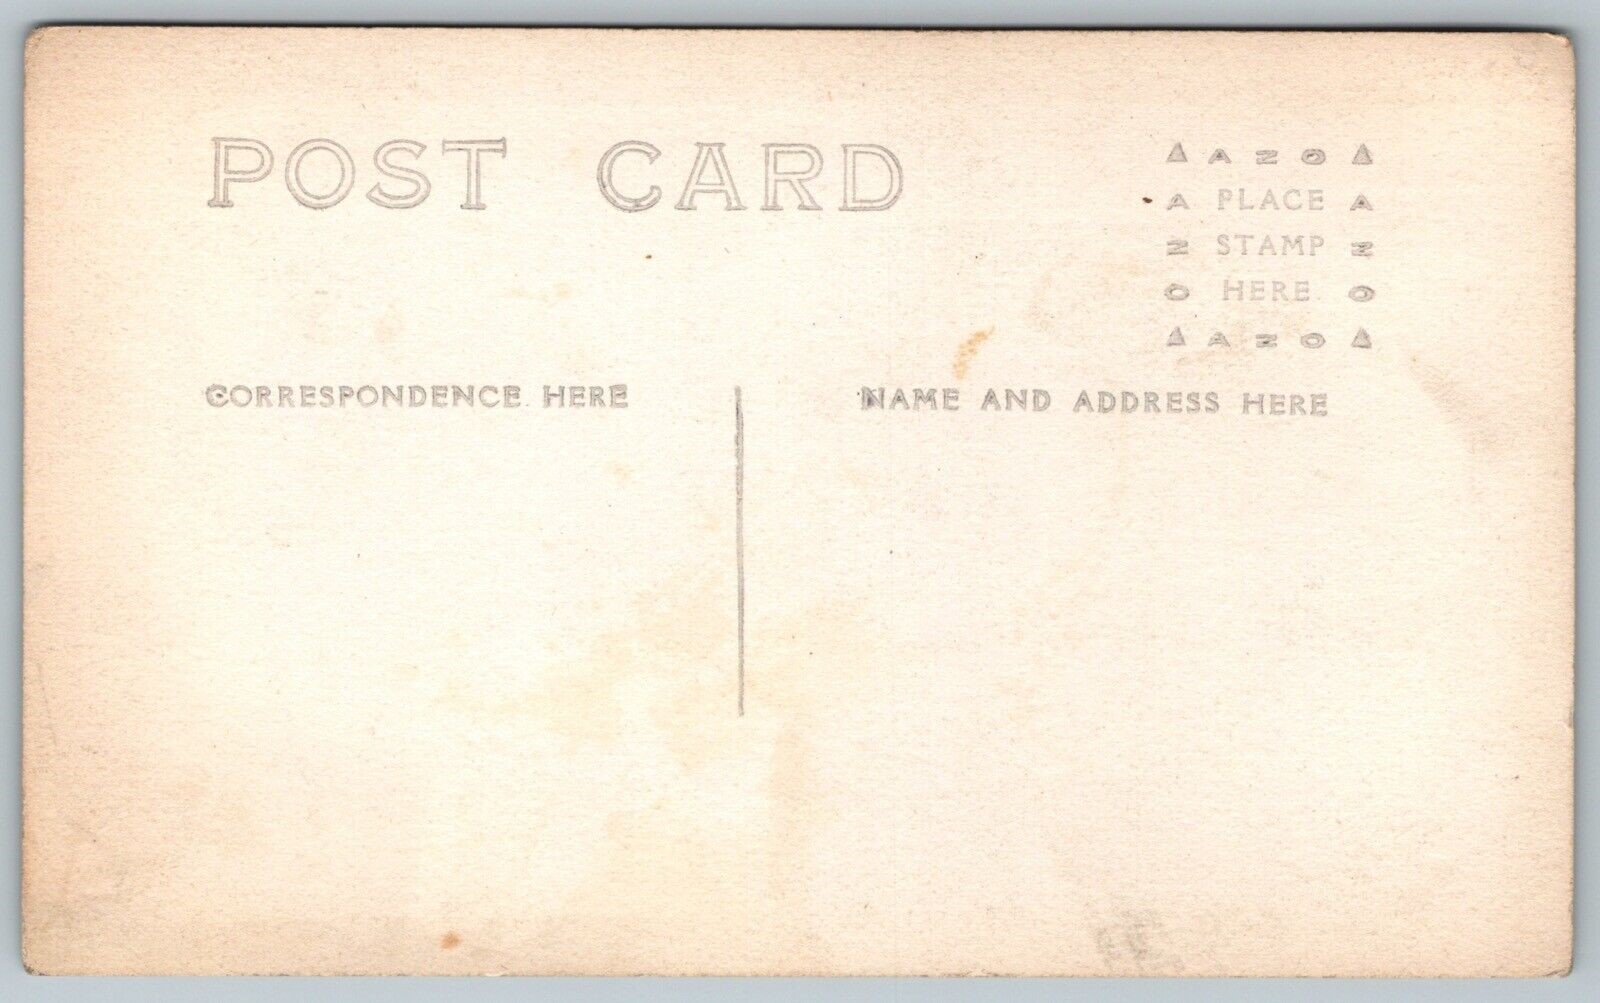 POST CARD
AZO
A PLACE A
Z STAMP Z
O HERE O
AZO
CORRESPONDENCE HERE
NAME AND ADDRESS HERE